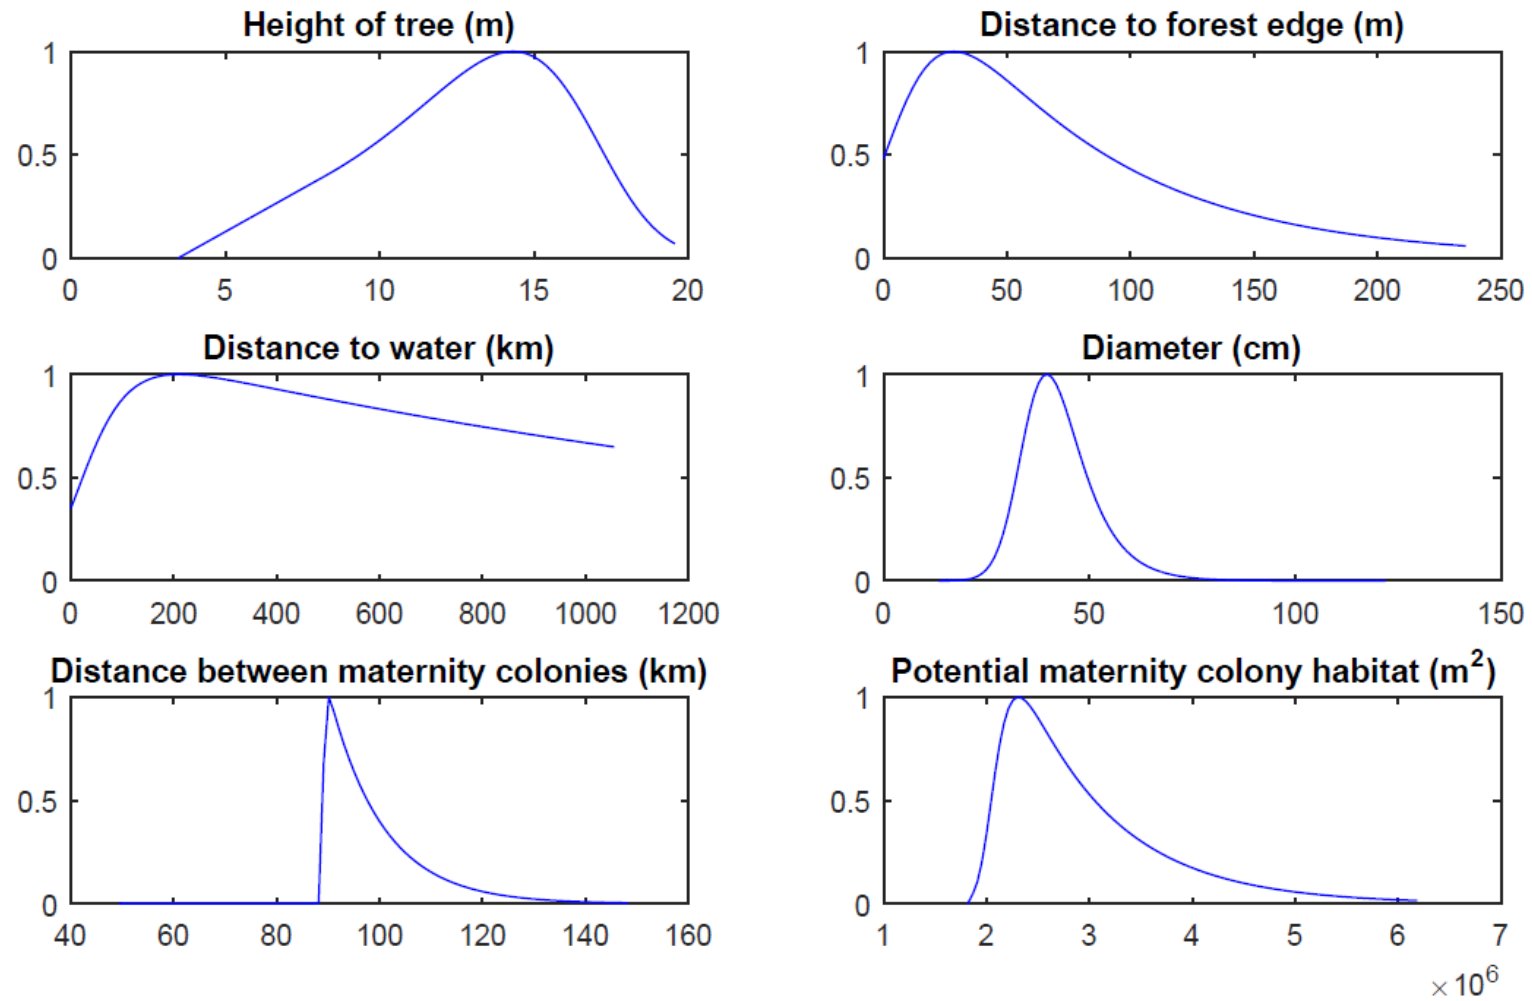 Height of tree (m)
1
0.5
0
0 5 10 15 20
Distance to forest edge (m)
1
0.5
0
0 50 100 150 200 250
Distance to water (km)
1
0.5
0
0 200 400 600 800 1000 1200
Diameter (cm)
1
0.5
0
0 50 100 150
Distance between maternity colonies (km)
1
0.5
0
40 60 80 100 120 140 160
Potential maternity colony habitat (m²)
1
0.5
0
1 2 3 4 5 6 7
× 10⁶